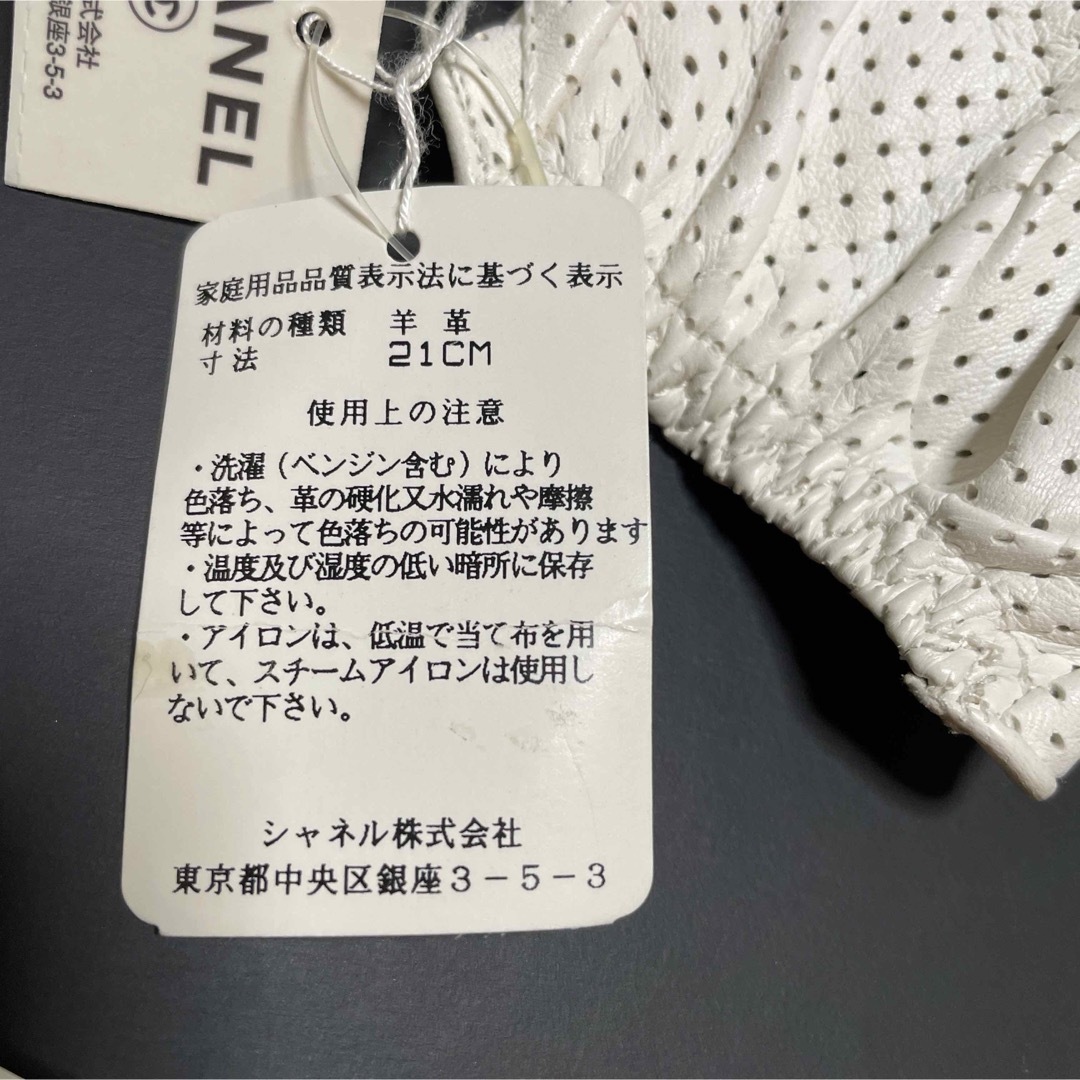 ANEL
式会社
銀座3-5-3
家庭用品品質表示法に基づく表示
材料の種類 羊革
寸法 21CM
使用上の注意
・洗濯(ベンジン含む)により
色落ち、革の硬化又水濡れや摩擦
等によって色落ちの可能性があります
・温度及び湿度の低い暗所に保存
して下さい。
・アイロンは、低温で当て布を用
いて、スチームアイロンは使用し
ないで下さい。
シャネル株式会社
東京都中央区銀座3-5-3